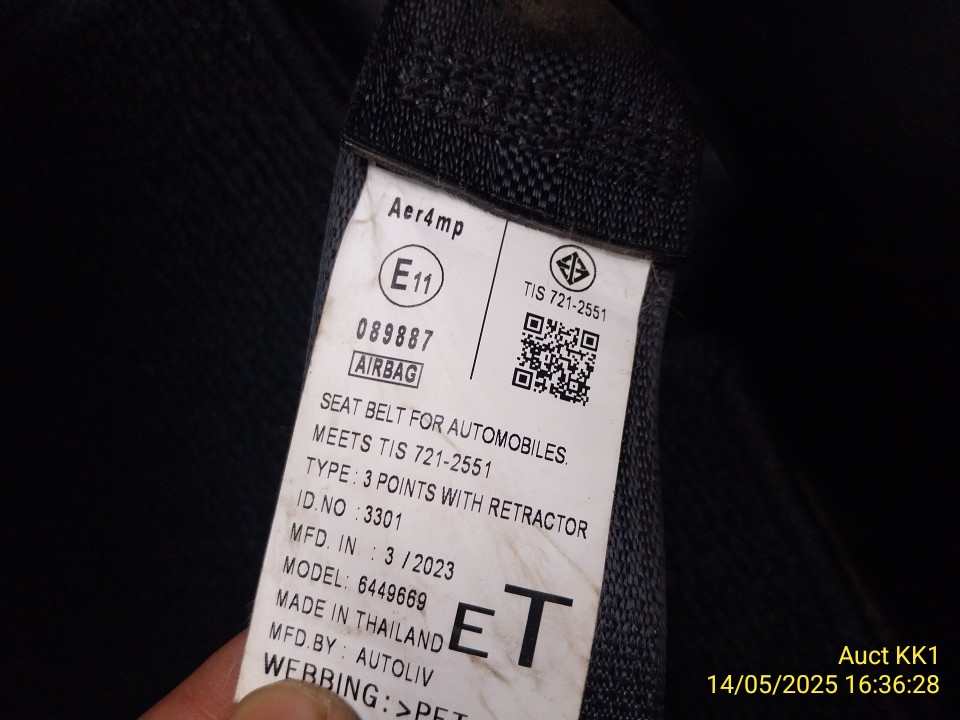 Aer4mp
E11
089887
AIRBAG
TIS 721-2551
SEAT BELT FOR AUTOMOBILES.
MEETS TIS 721-2551
TYPE : 3 POINTS WITH RETRACTOR
ID.NO : 3301
MFD. IN : 3 / 2023
MODEL: 6449669
MADE IN THAILAND
ET
MFD.BY : AUTOLIV
WEBBING:>PET
Auct KK1
14/05/2025 16:36:28